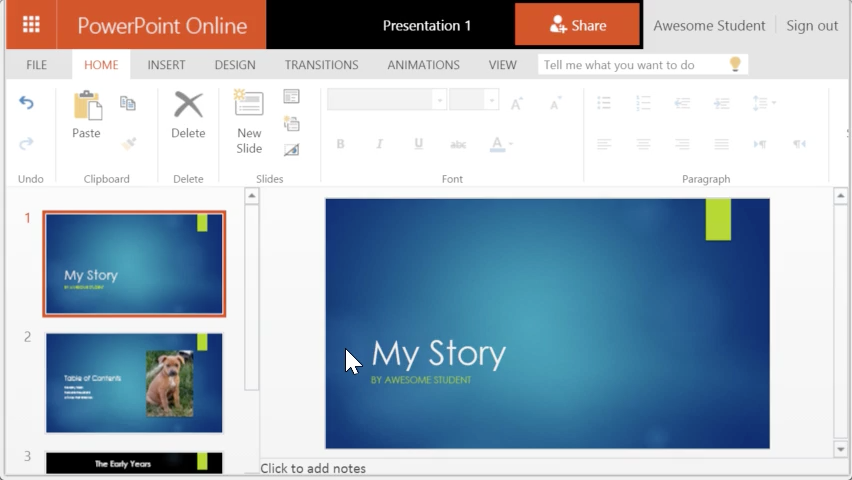 PowerPoint Online
Presentation 1
Share
Awesome Student
Sign out
FILE
HOME
INSERT
DESIGN
TRANSITIONS
ANIMATIONS
VIEW
Tell me what you want to do
Paste
Delete
New
Slide
B
I
U
abc
A
A
A
Undo
Clipboard
Delete
Slides
Font
Paragraph
1
My Story
BY AWESOME STUDENT
2
Table of Contents
3
The Early Years
My Story
BY AWESOME STUDENT
Click to add notes